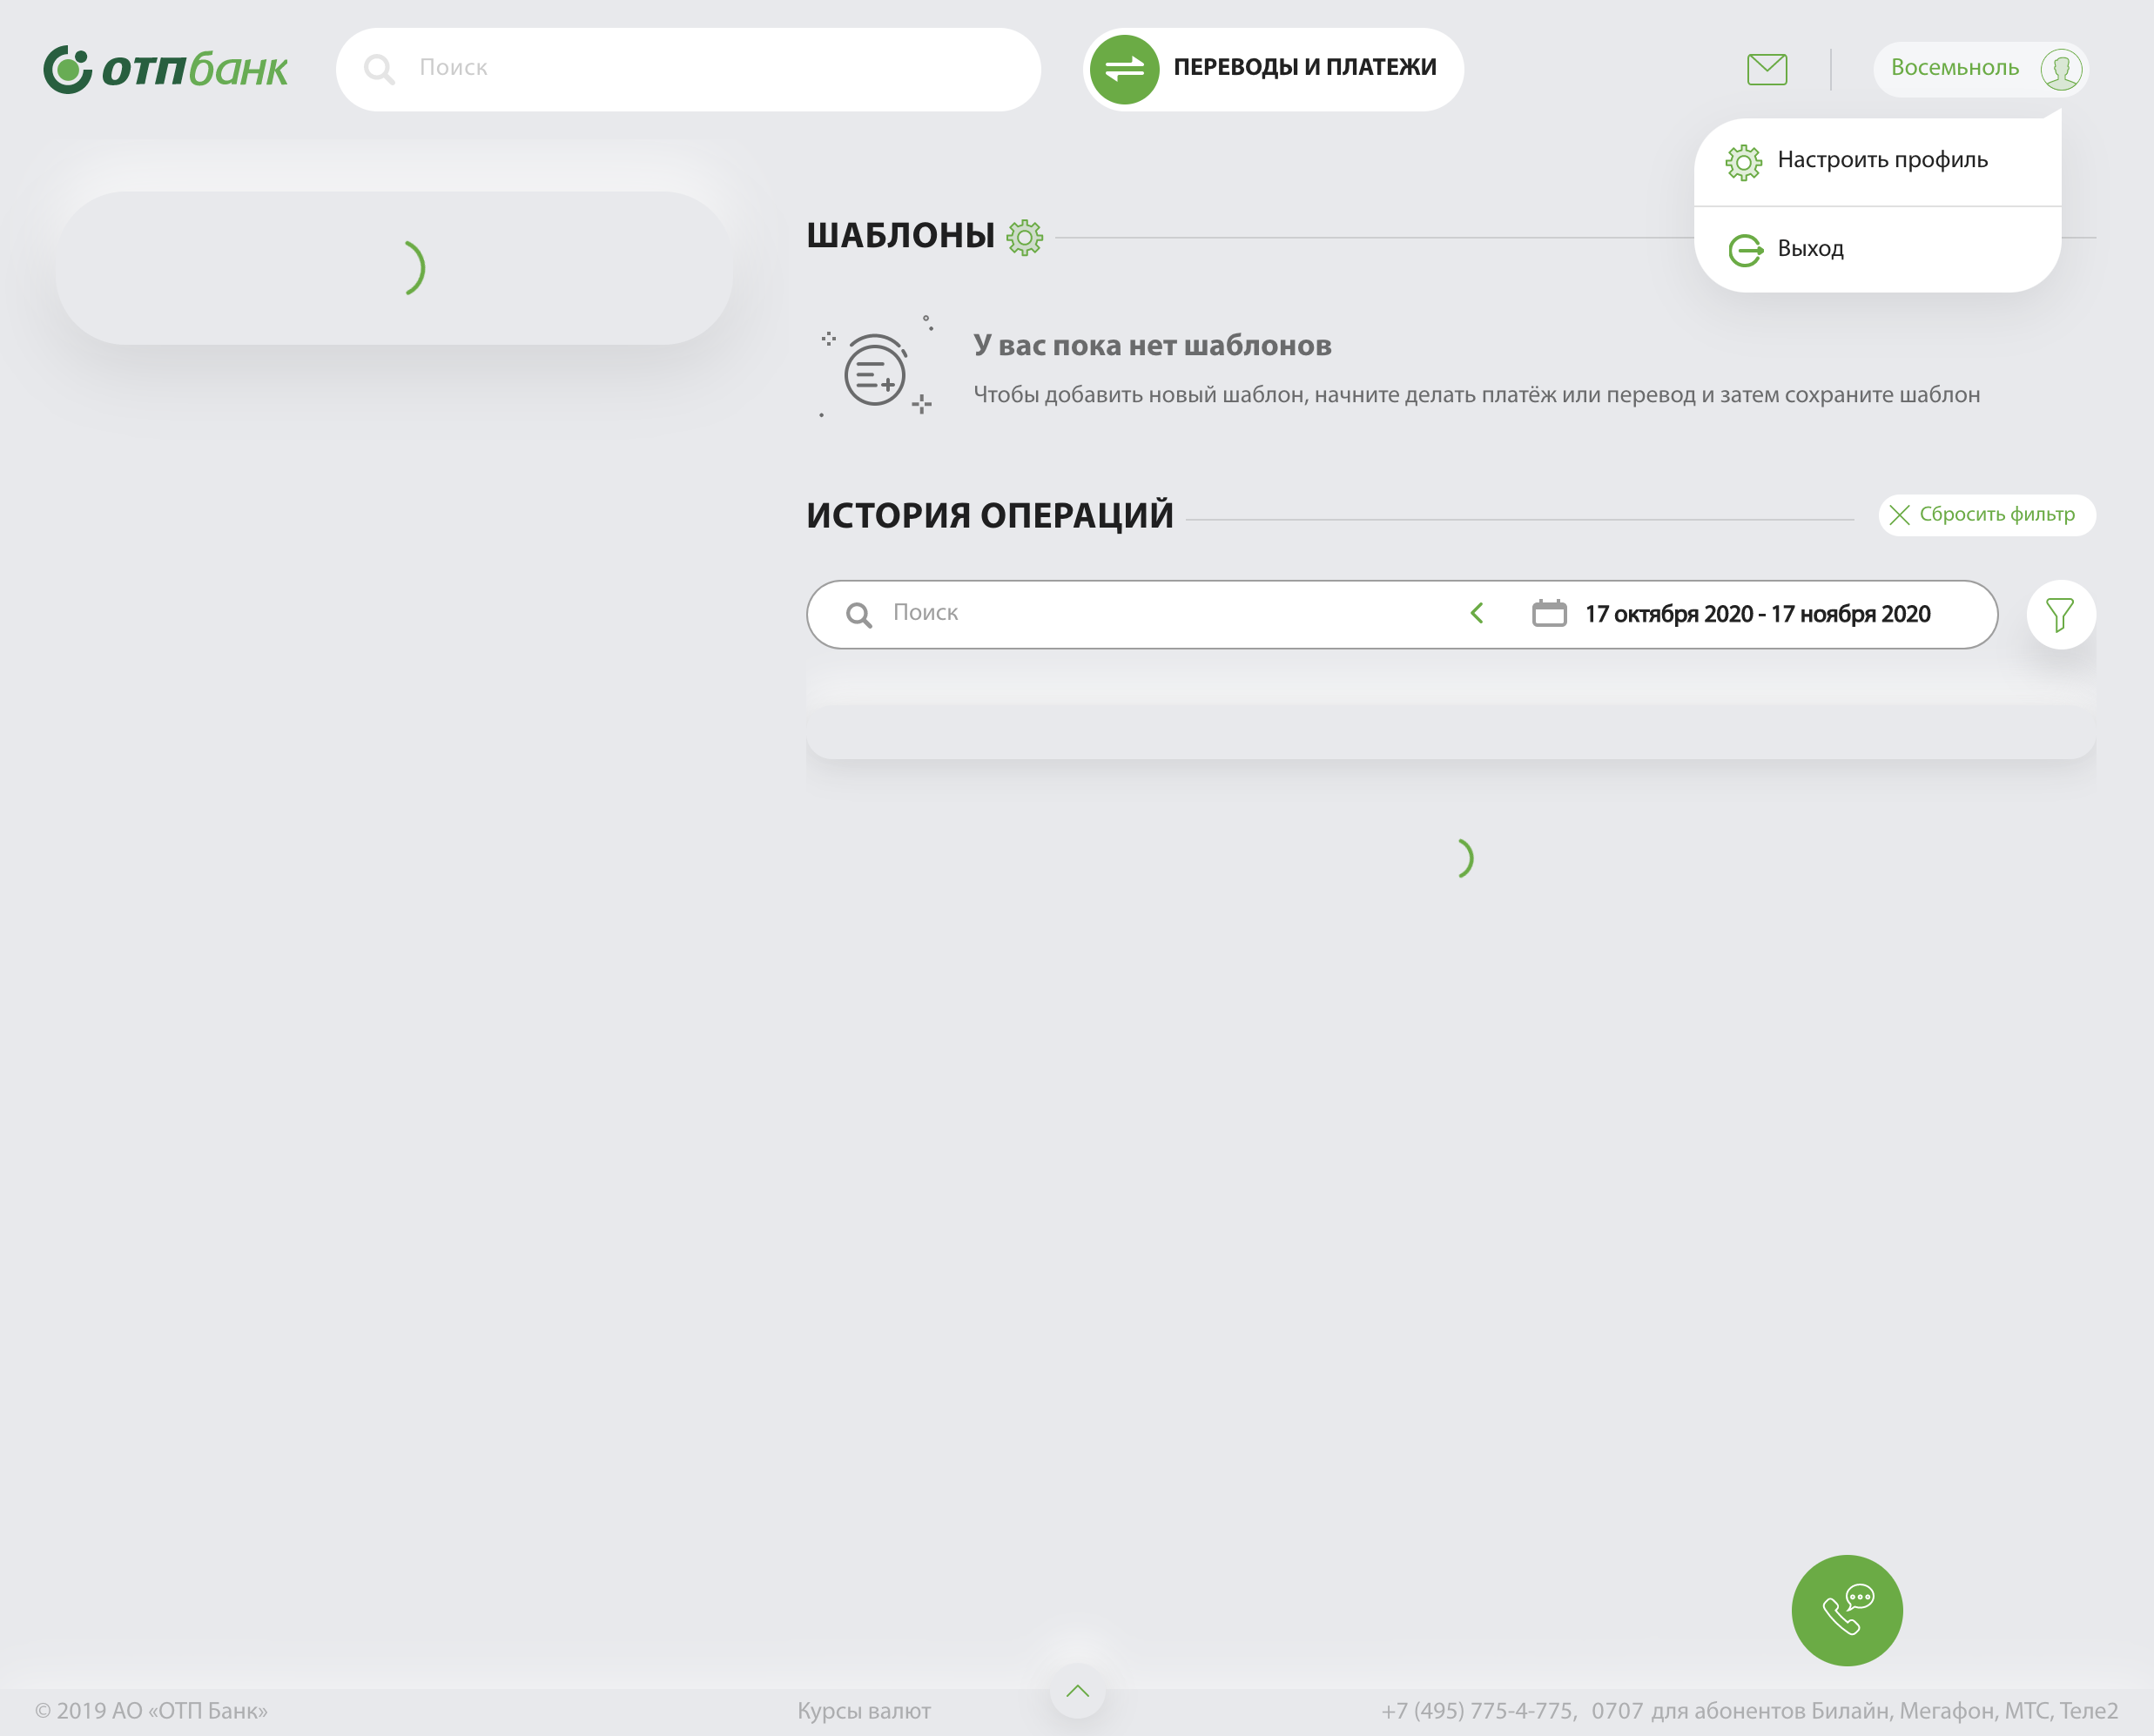 отпбанк
Поиск
ПЕРЕВОДЫ И ПЛАТЕЖИ
Восемьноль
Настроить профиль
Выход
ШАБЛОНЫ
У вас пока нет шаблонов
Чтобы добавить новый шаблон, начните делать платёж или перевод и затем сохраните шаблон
ИСТОРИЯ ОПЕРАЦИЙ
Сбросить фильтр
Поиск
17 октября 2020 - 17 ноября 2020
© 2019 АО «ОТП Банк»
Курсы валют
+7 (495) 775-4-775, 0707 для абонентов Билайн, Мегафон, МТС, Теле2